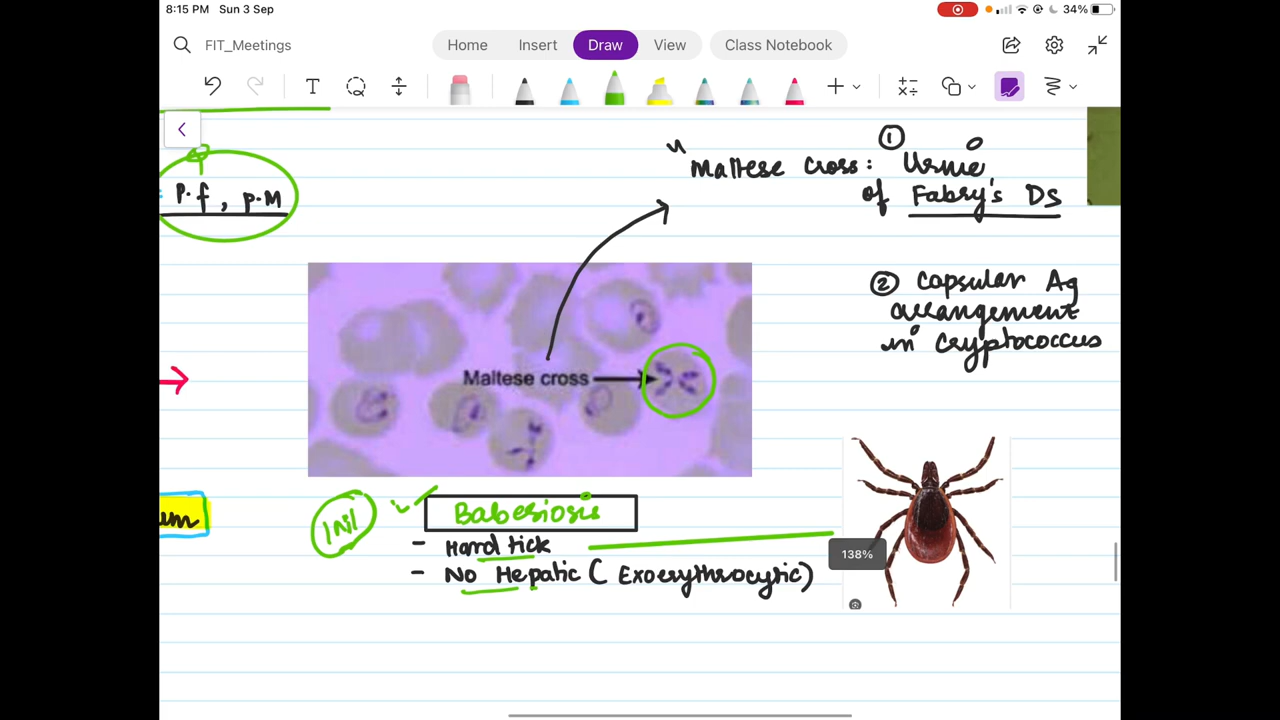 8:15 PM Sun 3 Sep
34%
FIT_Meetings
Home Insert Draw View Class Notebook
T
P.f, P.M
"Maltese Cross: ① Urine
of Fabry's DS
② Capsular Ag
arrangement
in Cryptococcus
Maltese cross
Babesiosis
- Hard tick
- No Hepatic (Exoerythrocytic)
138%